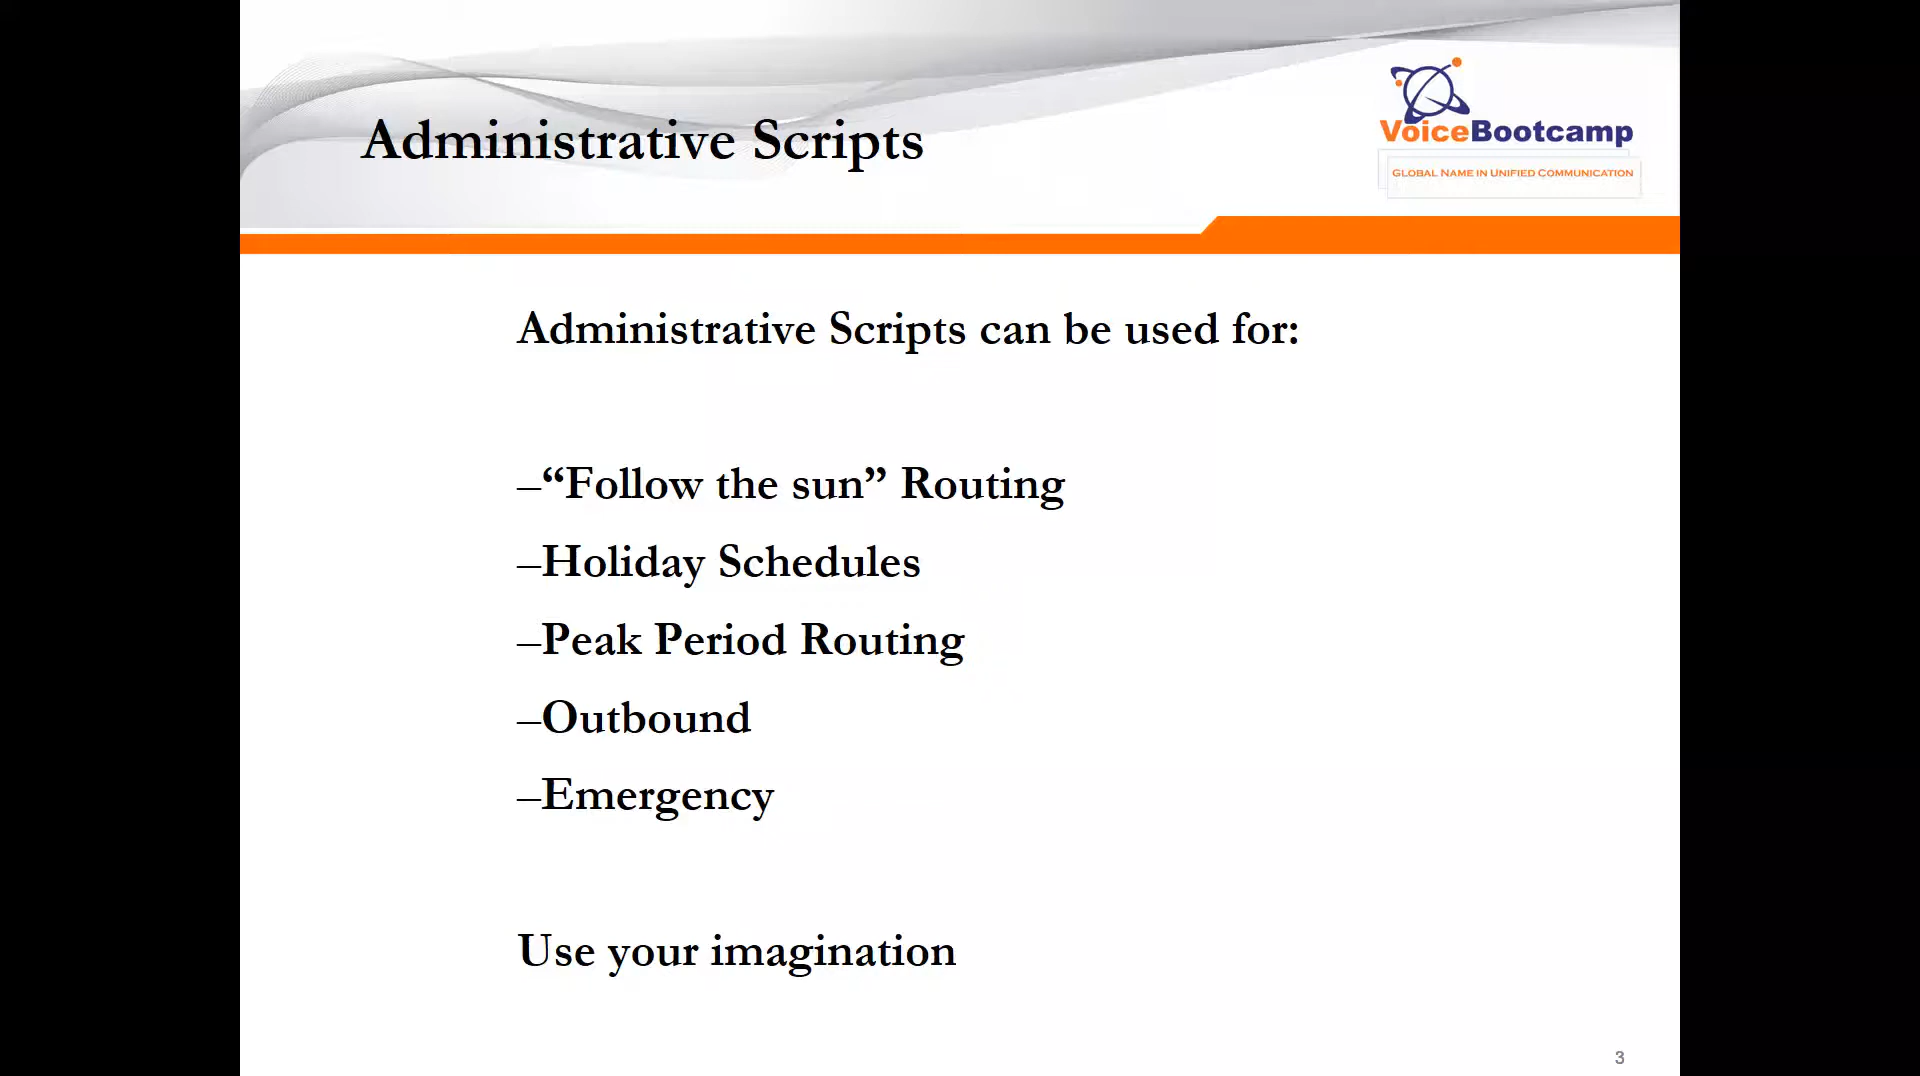 Administrative Scripts
VoiceBootcamp
GLOBAL NAME IN UNIFIED COMMUNICATION
Administrative Scripts can be used for:
–“Follow the sun” Routing
–Holiday Schedules
–Peak Period Routing
–Outbound
–Emergency
Use your imagination
3